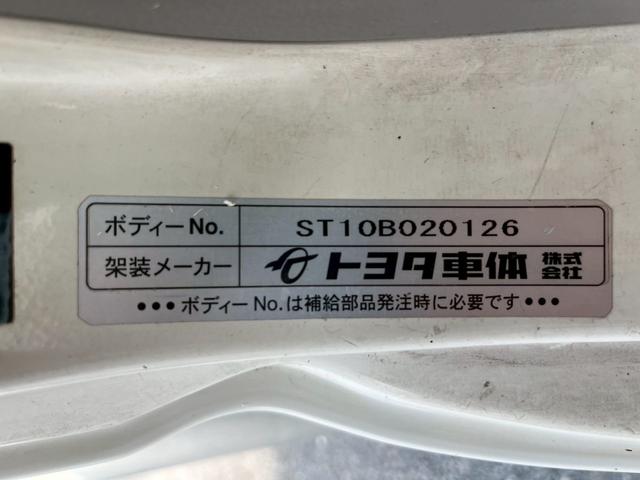 ボディーNo. ST10B020126
架装メーカー トヨタ車体 株式会社
•••ボディーNo.は補給部品発注時に必要です•••